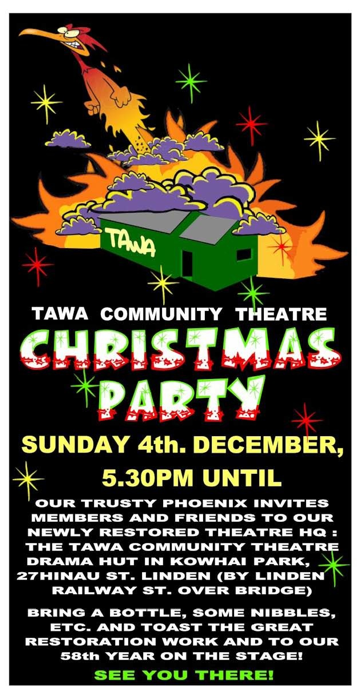 TAWA
TAWA COMMUNITY THEATRE
CHRISTMAS
PARTY
SUNDAY 4th. DECEMBER,
5.30PM UNTIL
OUR TRUSTY PHOENIX INVITES
MEMBERS AND FRIENDS TO OUR
NEWLY RESTORED THEATRE HQ :
THE TAWA COMMUNITY THEATRE
DRAMA HUT IN KOWHAI PARK,
27HINAU ST. LINDEN (BY LINDEN
RAILWAY ST. OVER BRIDGE)
BRING A BOTTLE, SOME NIBBLES,
ETC. AND TOAST THE GREAT
RESTORATION WORK AND TO OUR
58th YEAR ON THE STAGE!
SEE YOU THERE!